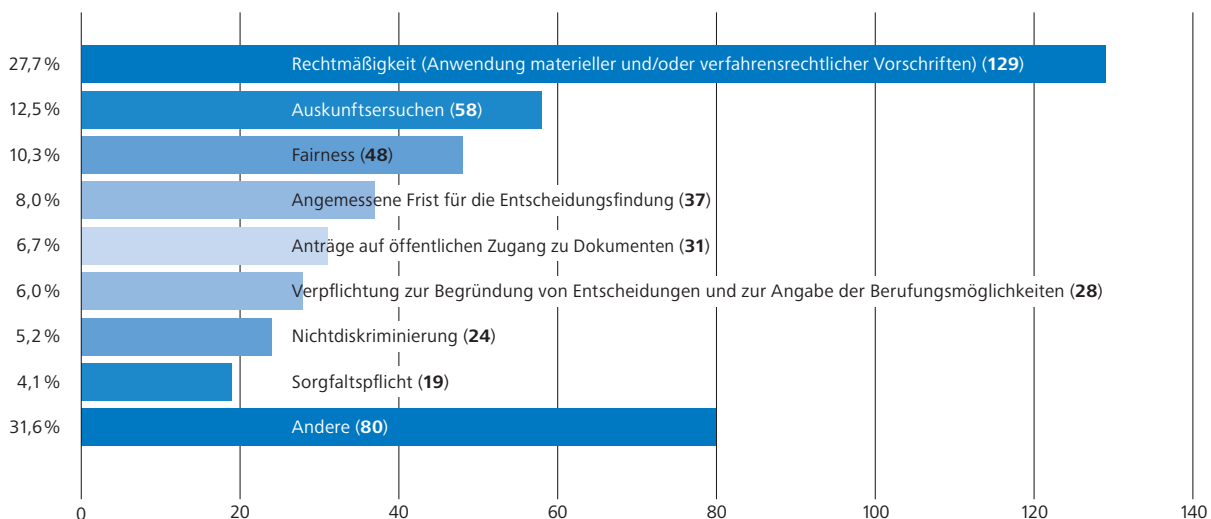 27,7 % Rechtmäßigkeit (Anwendung materieller und/oder verfahrensrechtlicher Vorschriften) (129)
12,5 % Auskunftsersuchen (58)
10,3 % Fairness (48)
8,0 % Angemessene Frist für die Entscheidungsfindung (37)
6,7 % Anträge auf öffentlichen Zugang zu Dokumenten (31)
6,0 % Verpflichtung zur Begründung von Entscheidungen und zur Angabe der Berufungsmöglichkeiten (28)
5,2 % Nichtdiskriminierung (24)
4,1 % Sorgfaltspflicht (19)
31,6 % Andere (80)
0 20 40 60 80 100 120 140